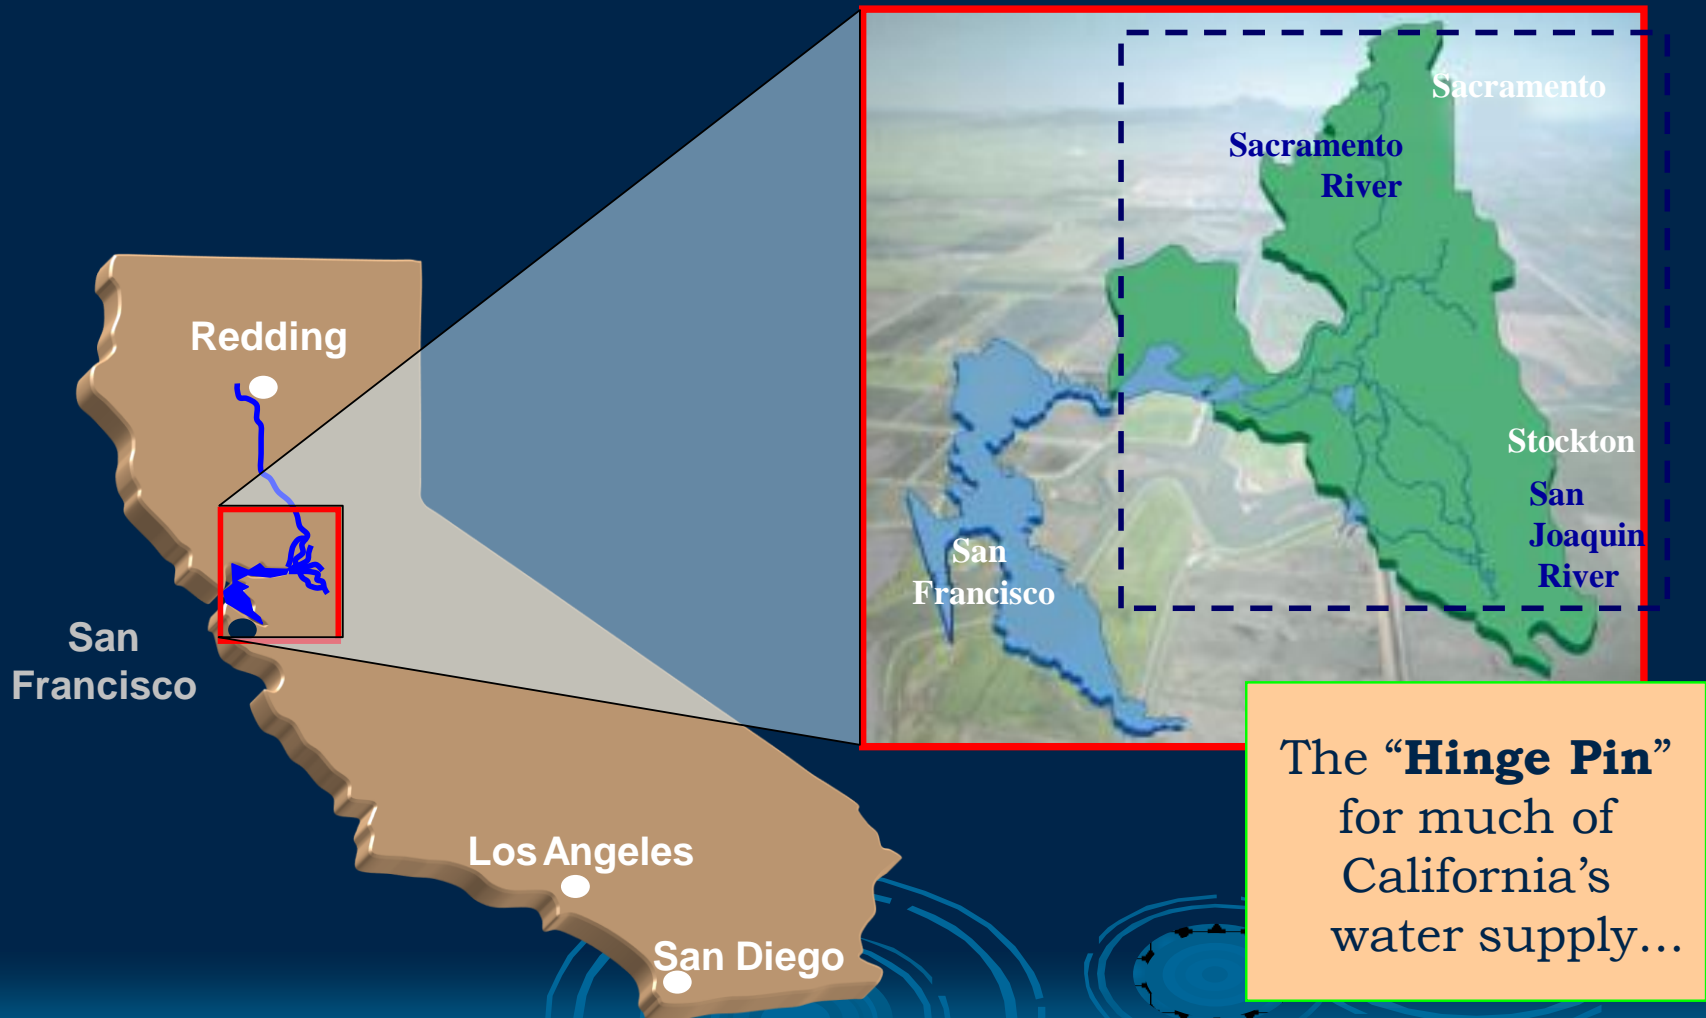 Redding
San
Francisco
Los Angeles
San Diego
Sacramento
Sacramento
River
Stockton
San
Joaquin
River
San
Francisco
The “Hinge Pin”
for much of
California’s
water supply...